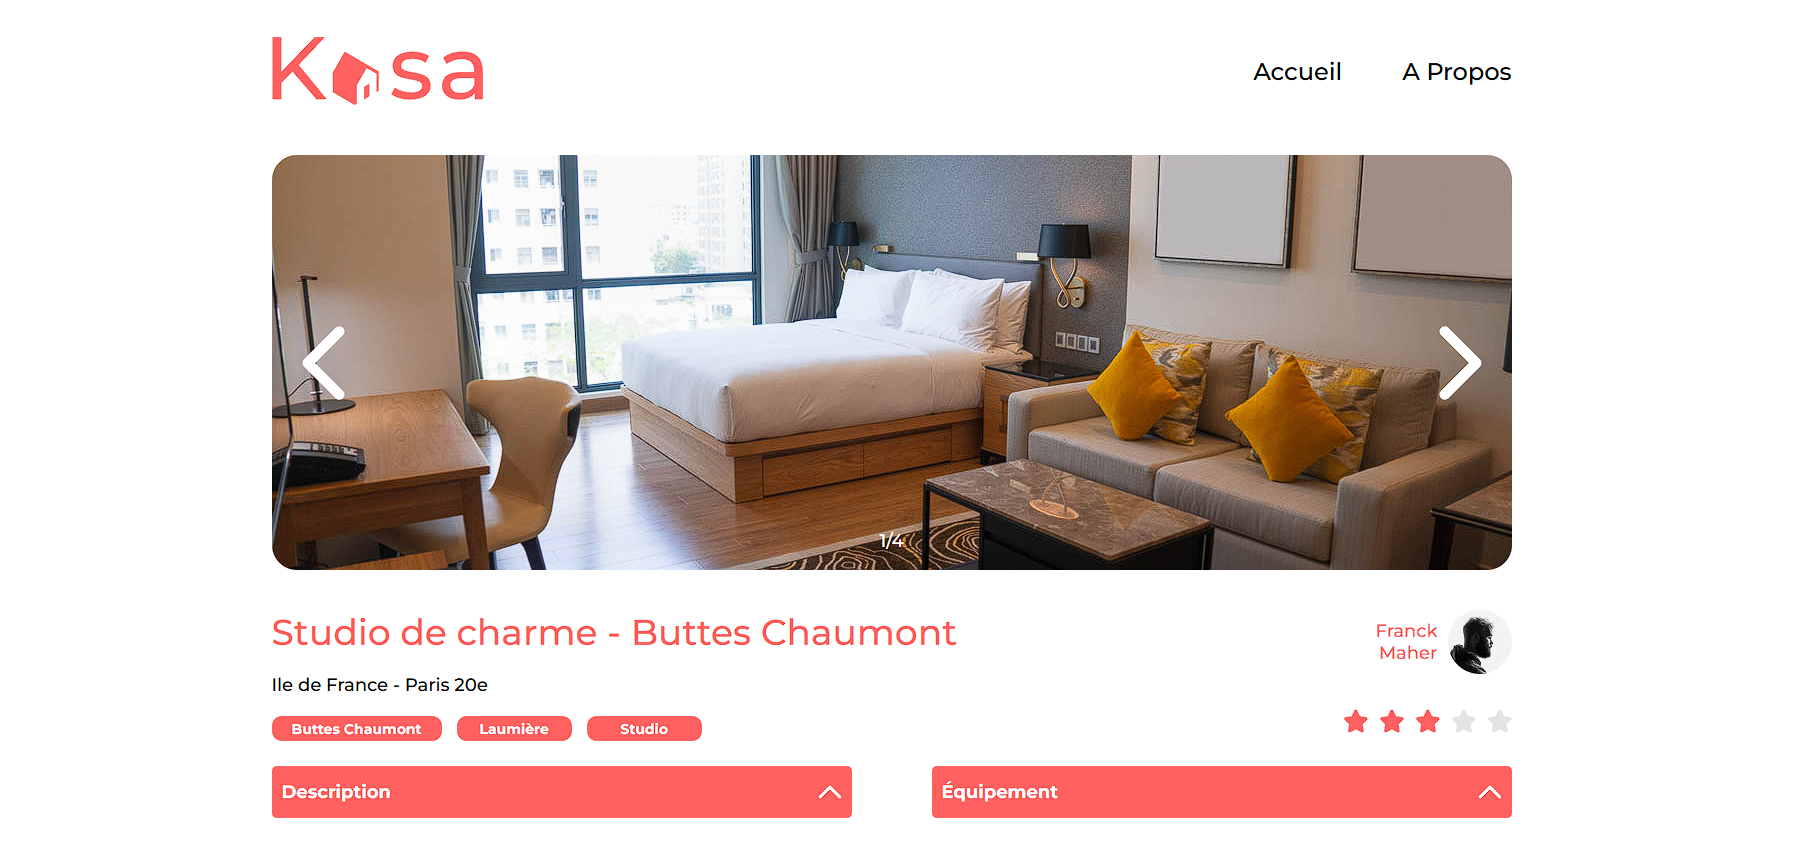 Kasa
Accueil
A Propos
1/4
Studio de charme - Buttes Chaumont
Franck
Maher
Ile de France - Paris 20e
Buttes Chaumont
Laumière
Studio
Description
Équipement